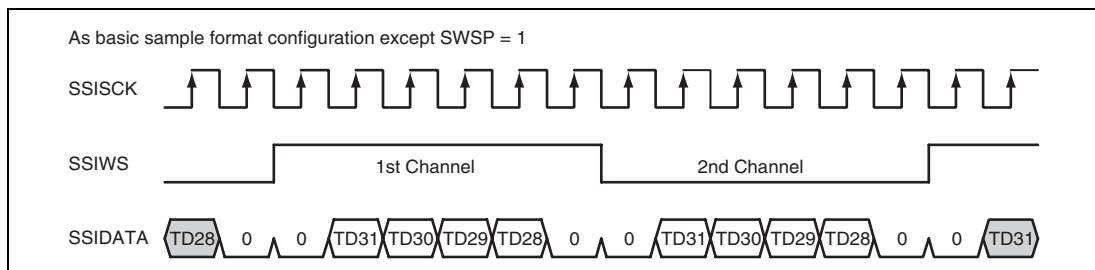 As basic sample format configuration except SWSP = 1
SSISCK
SSIWS
1st Channel
2nd Channel
SSIDATA
TD28 0 0 TD31 TD30 TD29 TD28 0 0 TD31 TD30 TD29 TD28 0 0 TD31